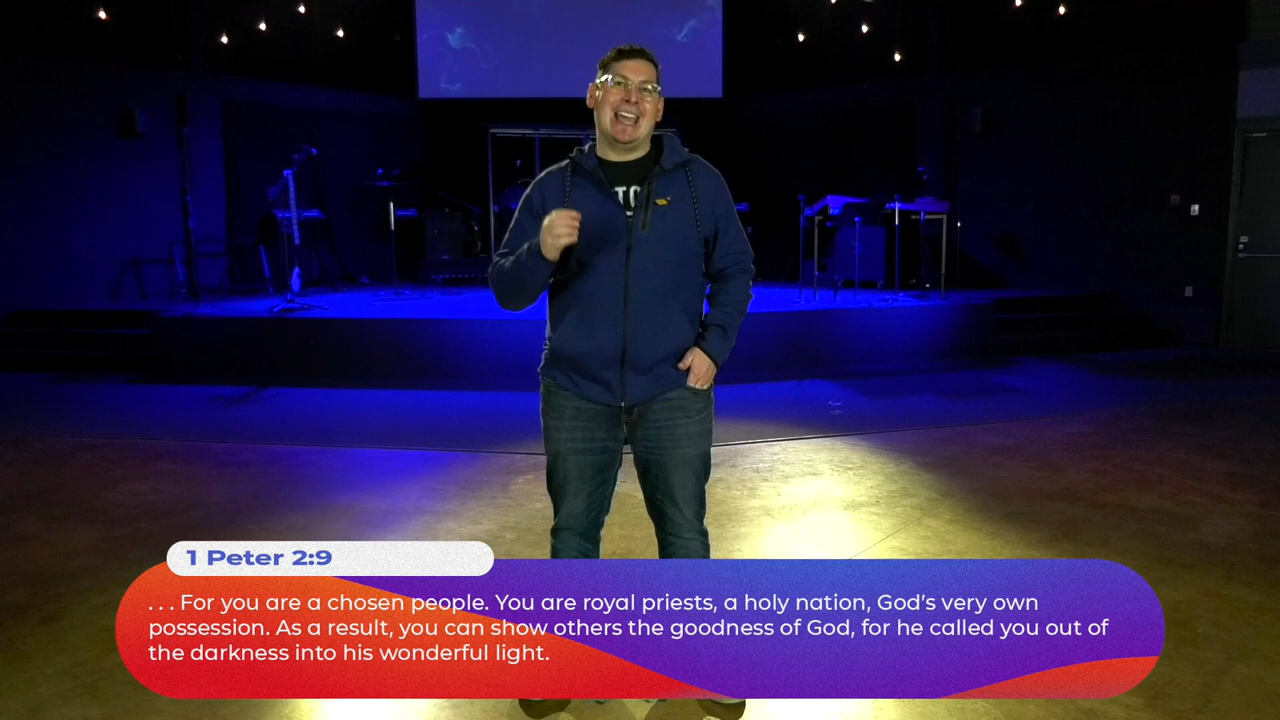 TO
1 Peter 2:9
. . . For you are a chosen people. You are royal priests, a holy nation, God's very own
possession. As a result, you can show others the goodness of God, for he called you out of
the darkness into his wonderful light.